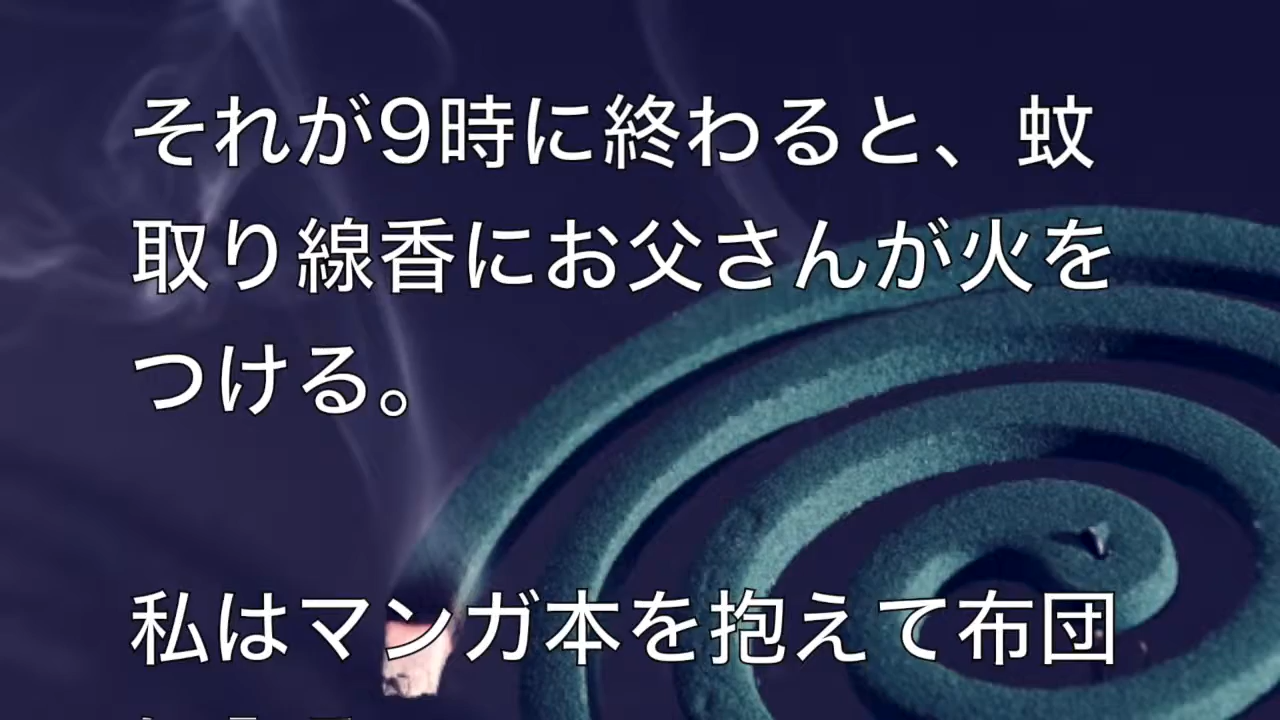 それが9時に終わると、蚊
取り線香にお父さんが火を
つける。
私はマンガ本を抱えて布団